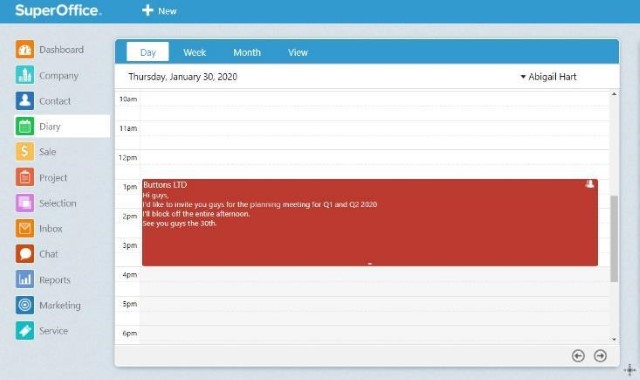 SuperOffice.
New
Dashboard
Company
Contact
Diary
Sale
Project
Selection
Inbox
Chat
Reports
Marketing
Service
Day
Week
Month
View
Thursday, January 30, 2020
Abigail Hart
10am
11am
12pm
1pm
2pm
3pm
4pm
5pm
6pm
Buttons LTD
Hi guys,
I'd like to invite you guys for the planning meeting for Q1 and Q2 2020
I'll block off the entire afternoon.
See you guys the 30th.